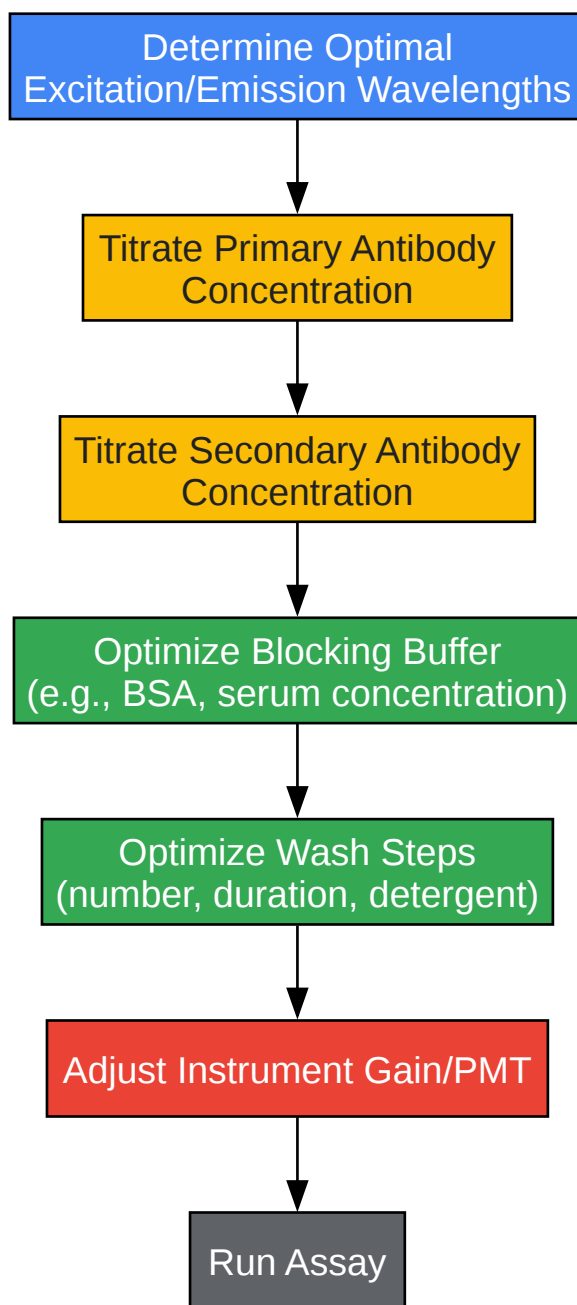 Determine Optimal
Excitation/Emission Wavelengths
Titrate Primary Antibody
Concentration
Titrate Secondary Antibody
Concentration
Optimize Blocking Buffer
(e.g., BSA, serum concentration)
Optimize Wash Steps
(number, duration, detergent)
Adjust Instrument Gain/PMT
Run Assay